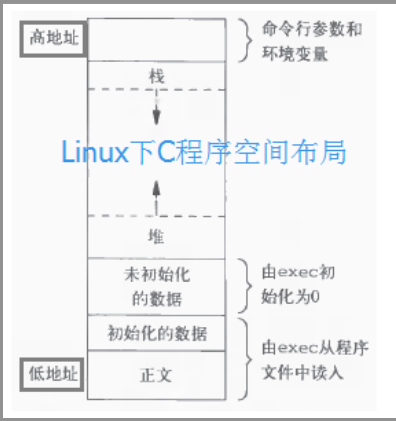 高地址
命令行参数和
环境变量
栈
Linux下C程序空间布局
堆
未初始化
的数据
由exec初
始化为0
初始化的数据
由exec从程序
文件中读入
低地址
正文